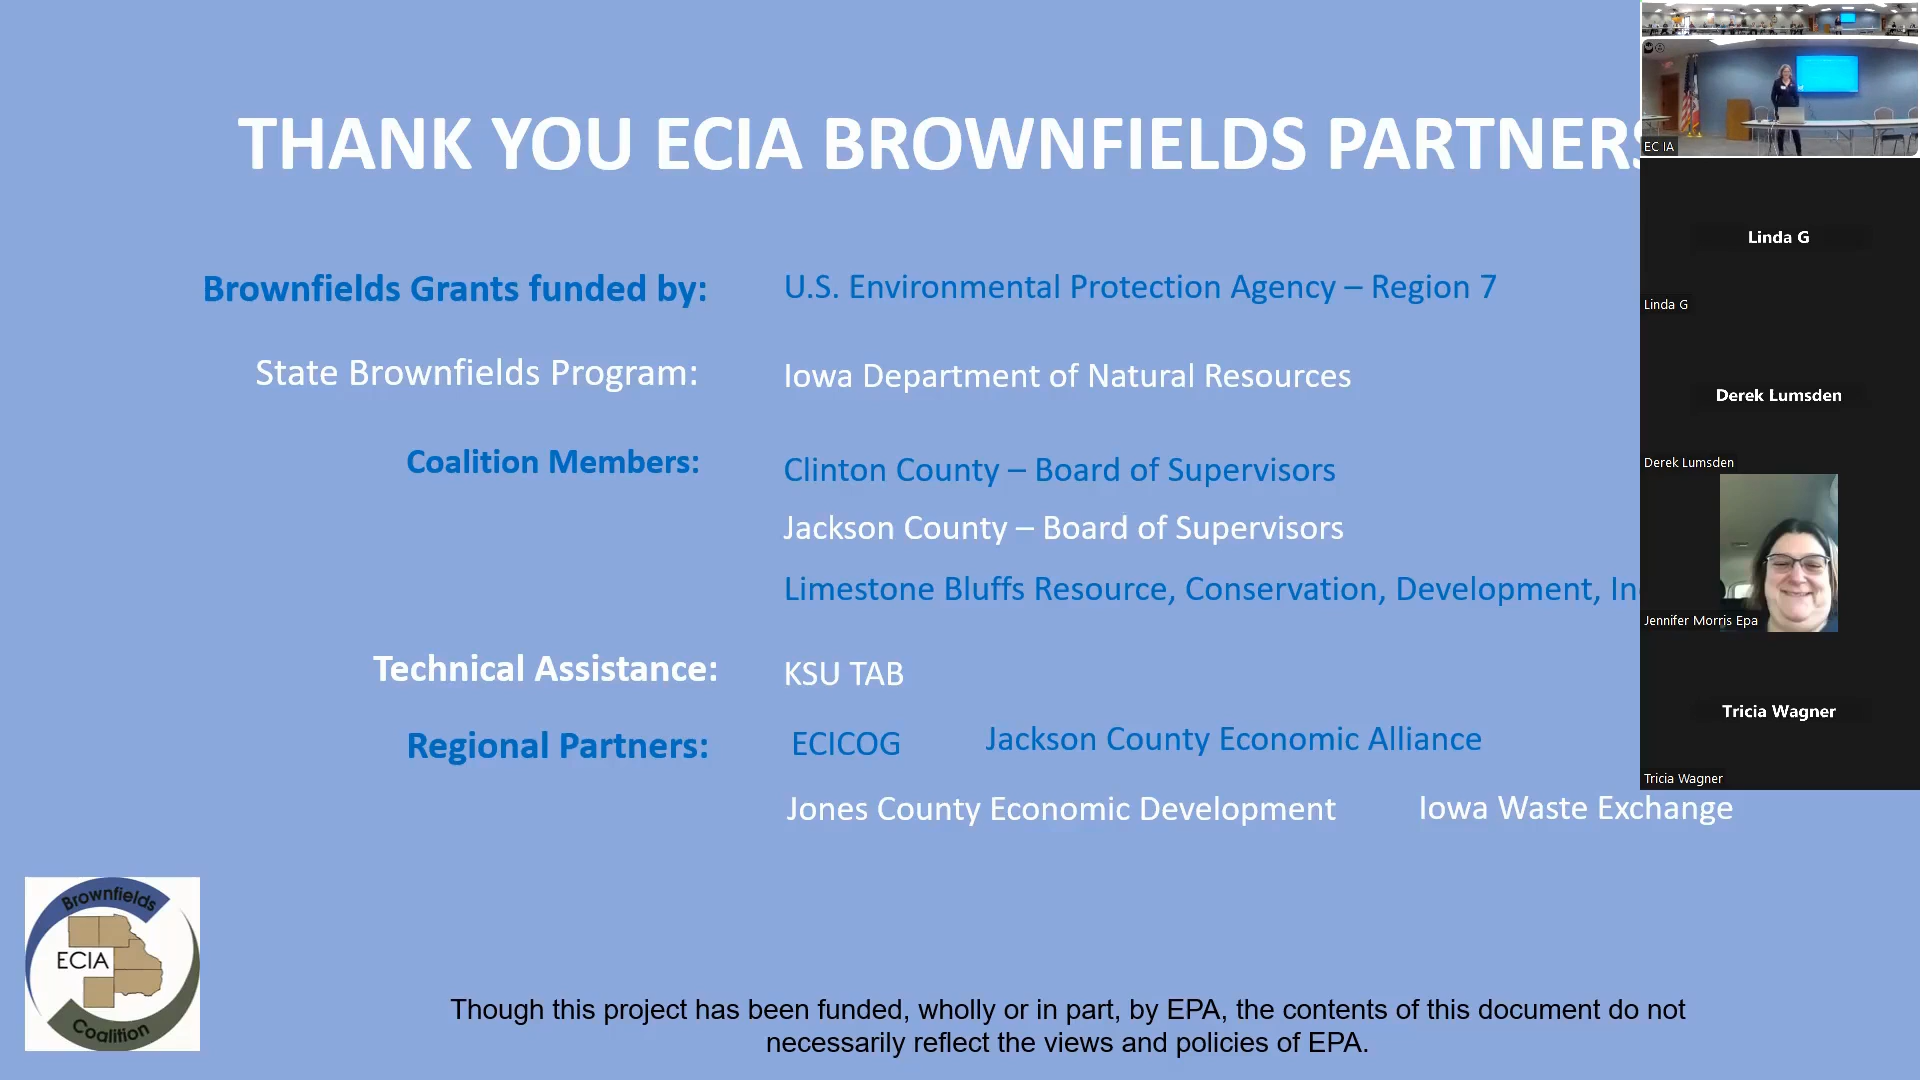 THANK YOU ECIA BROWNFIELDS PARTNERS
Brownfields Grants funded by: U.S. Environmental Protection Agency – Region 7
State Brownfields Program: Iowa Department of Natural Resources
Coalition Members: Clinton County – Board of Supervisors
Jackson County – Board of Supervisors
Limestone Bluffs Resource, Conservation, Development, In
Technical Assistance: KSU TAB
Regional Partners: ECICOG Jackson County Economic Alliance
Jones County Economic Development Iowa Waste Exchange
Brownfields
ECIA
Coalition
Though this project has been funded, wholly or in part, by EPA, the contents of this document do not
necessarily reflect the views and policies of EPA.
EC IA
Linda G
Linda G
Derek Lumsden
Derek Lumsden
Jennifer Morris Epa
Tricia Wagner
Tricia Wagner